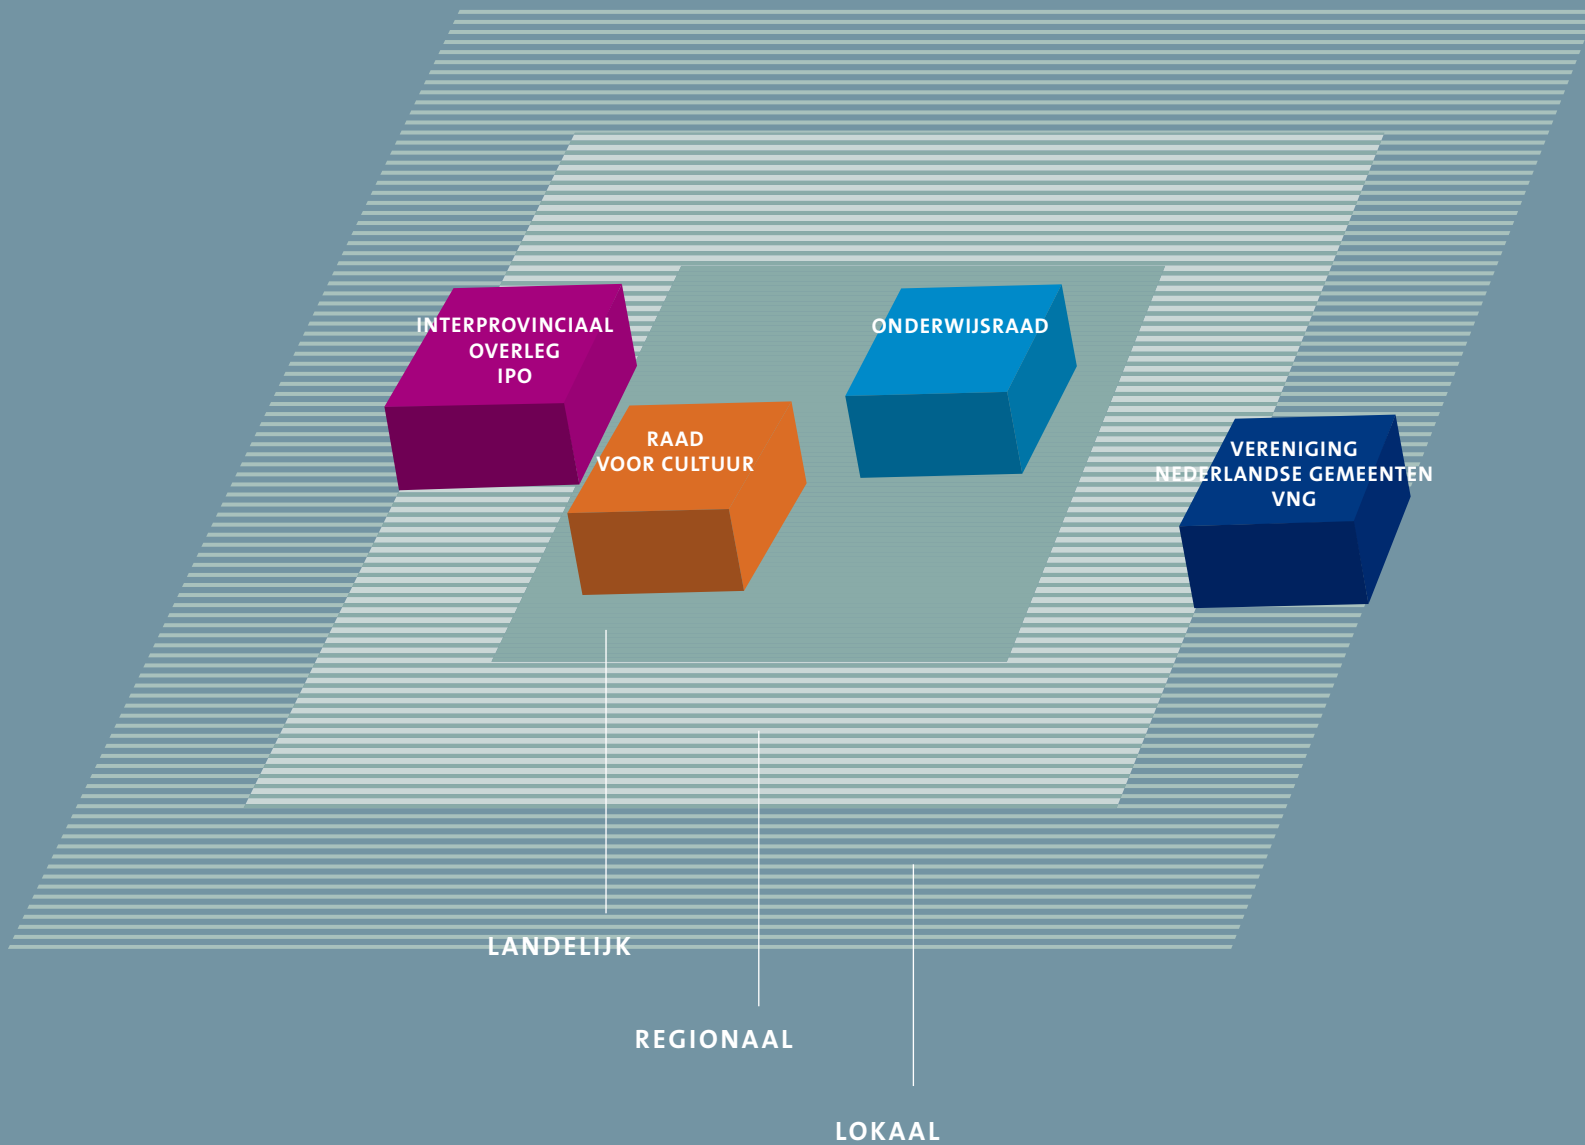 INTERPROVINCIAAL
OVERLEG
IPO
ONDERWIJSRAAD
RAAD
VOOR CULTUUR
VERENIGING
NEDERLANDSE GEMEENTEN
VNG
LANDELIJK
REGIONAAL
LOKAAL